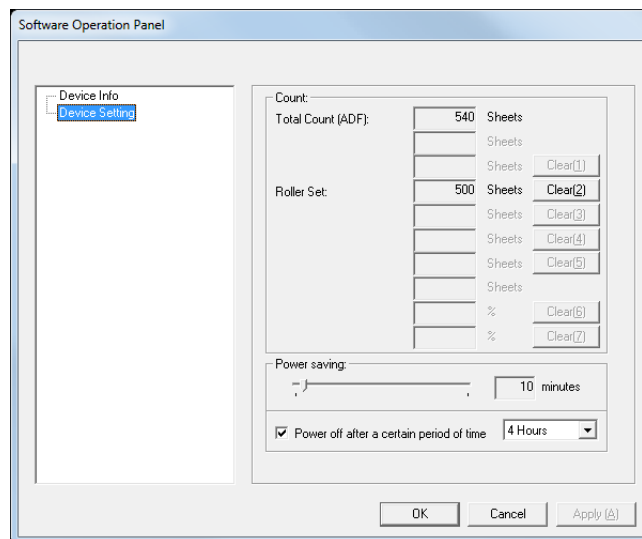 Software Operation Panel
Device Info
Device Setting
Count:
Total Count (ADF): 540 Sheets
Sheets
Sheets Clear(1)
Roller Set: 500 Sheets Clear(2)
Sheets Clear(3)
Sheets Clear(4)
Sheets Clear(5)
Sheets
% Clear(6)
% Clear(7)
Power saving:
10 minutes
Power off after a certain period of time 4 Hours
OK Cancel Apply (A)